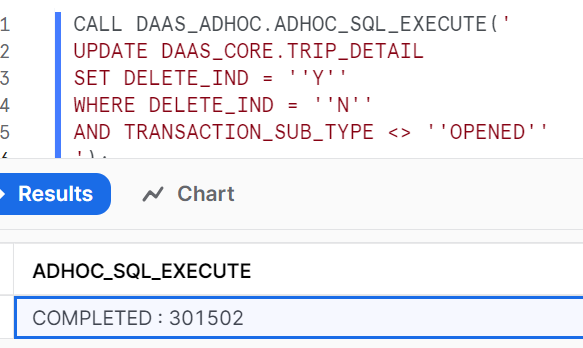 1 CALL DAAS_ADHOC.ADHOC_SQL_EXECUTE('
2 UPDATE DAAS_CORE.TRIP_DETAIL
3 SET DELETE_IND = ''Y''
4 WHERE DELETE_IND = ''N''
5 AND TRANSACTION_SUB_TYPE <> ''OPENED''
6 ');
Results Chart
ADHOC_SQL_EXECUTE
COMPLETED : 301502